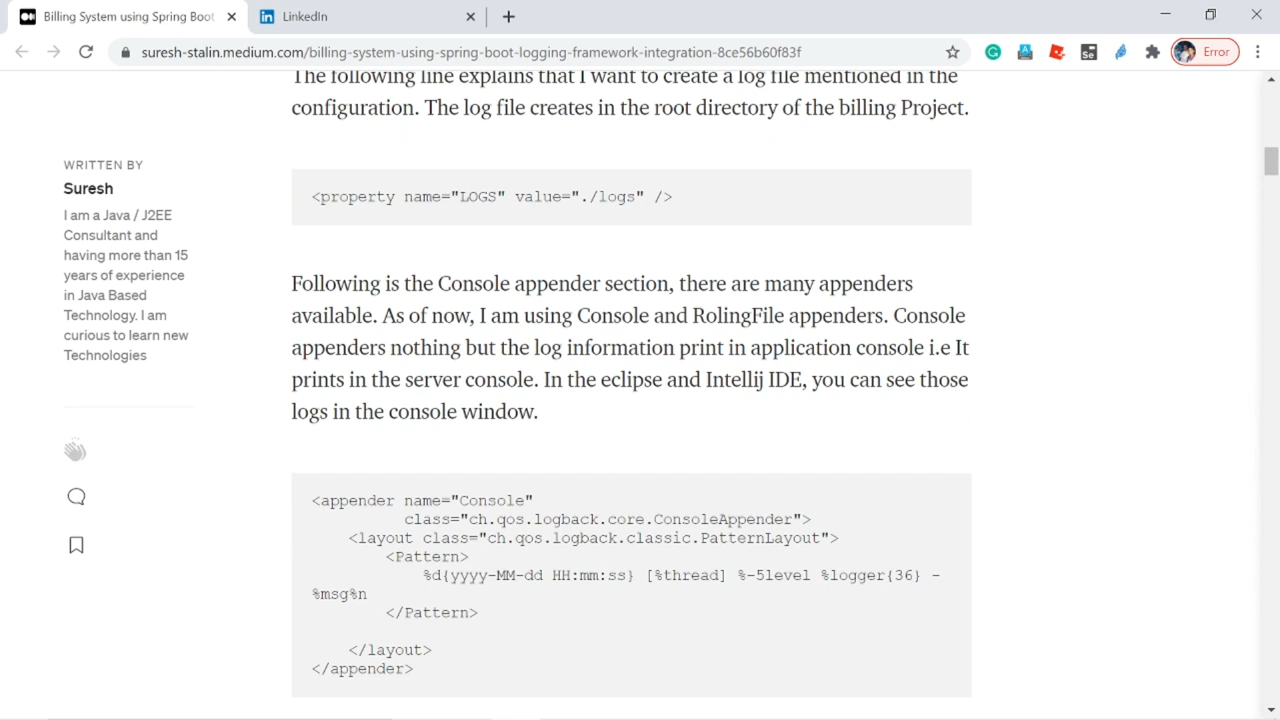 Billing System using Spring Boot
LinkedIn
suresh-stalin.medium.com/billing-system-using-spring-boot-logging-framework-integration-8ce56b60f83f
Error
The following line explains that I want to create a log file mentioned in the
configuration. The log file creates in the root directory of the billing Project.
WRITTEN BY
Suresh
I am a Java / J2EE
Consultant and
having more than 15
years of experience
in Java Based
Technology. I am
curious to learn new
Technologies
<property name="LOGS" value="./logs" />
Following is the Console appender section, there are many appenders
available. As of now, I am using Console and RolingFile appenders. Console
appenders nothing but the log information print in application console i.e It
prints in the server console. In the eclipse and Intellij IDE, you can see those
logs in the console window.
<appender name="Console"
class="ch.qos.logback.core.ConsoleAppender">
<layout class="ch.qos.logback.classic.PatternLayout">
<Pattern>
%d{yyyy-MM-dd HH:mm:ss} [%thread] %-5level %logger{36} -
%msg%n
</Pattern>
</layout>
</appender>